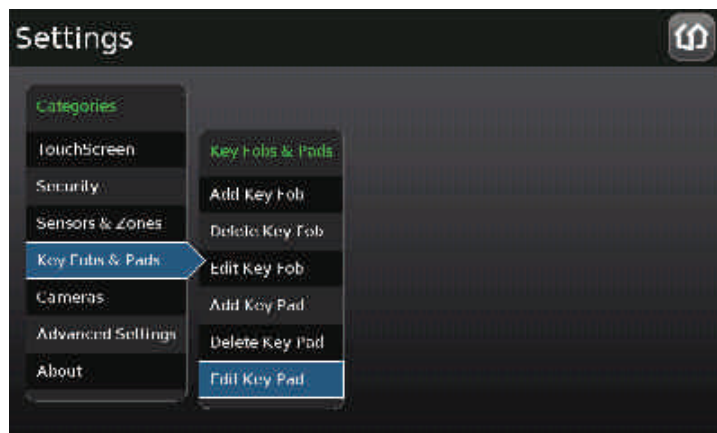 Settings
Categories
TouchScreen
Security
Sensors & Zones
Key Fobs & Pads
Cameras
Advanced Settings
About
Key Fobs & Pads
Add Key Fob
Delete Key Fob
Edit Key Fob
Add Key Pad
Delete Key Pad
Edit Key Pad